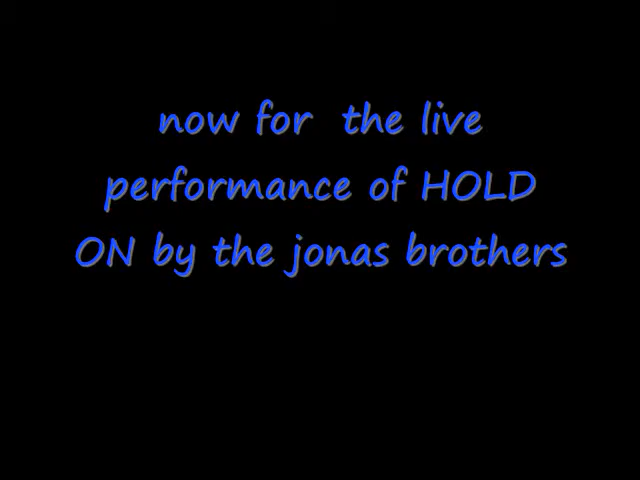 now for  the live
performance of HOLD
ON by the jonas brothers